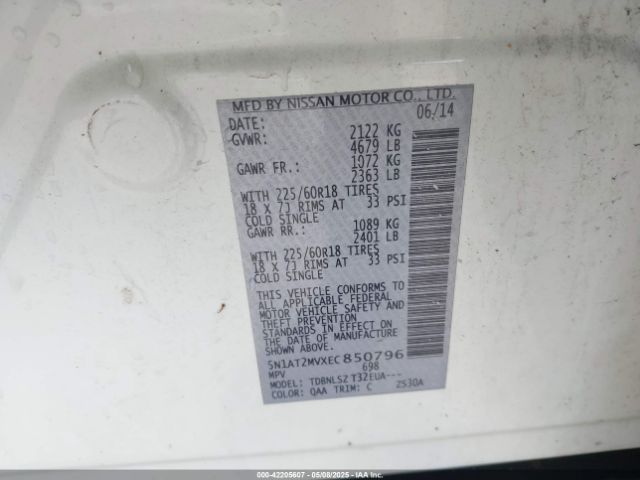 MFD BY NISSAN MOTOR CO., LTD.
DATE: 06/14
GVWR: 2122 KG
4679 LB
GAWR FR.: 1072 KG
2363 LB
WITH 225/60R18 TIRES
18 X 7J RIMS AT 33 PSI
COLD SINGLE
GAWR RR.: 1089 KG
2401 LB
WITH 225/60R18 TIRES
18 X 7J RIMS AT 33 PSI
COLD SINGLE
THIS VEHICLE CONFORMS TO
ALL APPLICABLE FEDERAL
MOTOR VEHICLE SAFETY AND
THEFT PREVENTION
STANDARDS IN EFFECT ON
THE DATE OF MANUFACTURE
SHOWN ABOVE
5N1AT2MVXEC850796
MPV 698
MODEL: TDBNLSZ T32EUA---
COLOR: QAA TRIM: C 2S30A
000-42205607 - 05/08/2025 - IAA, Inc.